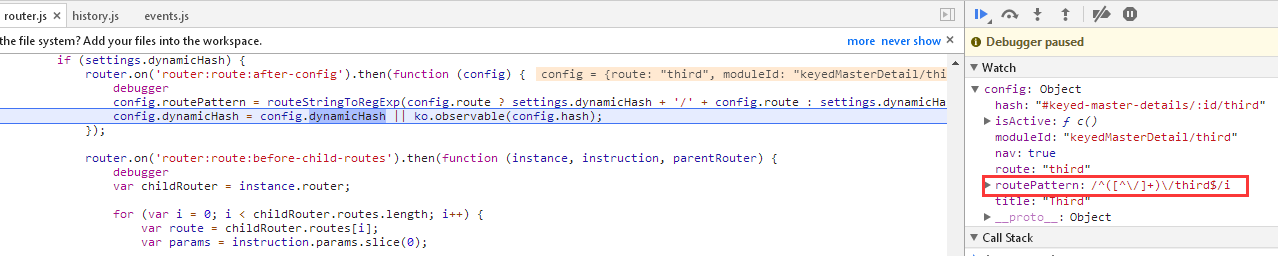 router.js × history.js events.js
the file system? Add your files into the workspace. more never show ×
if (settings.dynamicHash) {
router.on('router:route:after-config').then(function (config) { config = {route: "third", moduleId: "keyedMasterDetail/thi
debugger
config.routePattern = routeStringToRegExp(config.route ? settings.dynamicHash + '/' + config.route : settings.dynamicHa
config.dynamicHash = config.dynamicHash || ko.observable(config.hash);
});
router.on('router:route:before-child-routes').then(function (instance, instruction, parentRouter) {
debugger
var childRouter = instance.router;
for (var i = 0; i < childRouter.routes.length; i++) {
var route = childRouter.routes[i];
var params = instruction.params.slice(0);
Debugger paused
Watch
config: Object
hash: "#keyed-master-details/:id/third"
isActive: ƒ c()
moduleId: "keyedMasterDetail/third"
nav: true
route: "third"
routePattern: /^([^\/]+)\/third$/i
title: "Third"
__proto__: Object
Call Stack